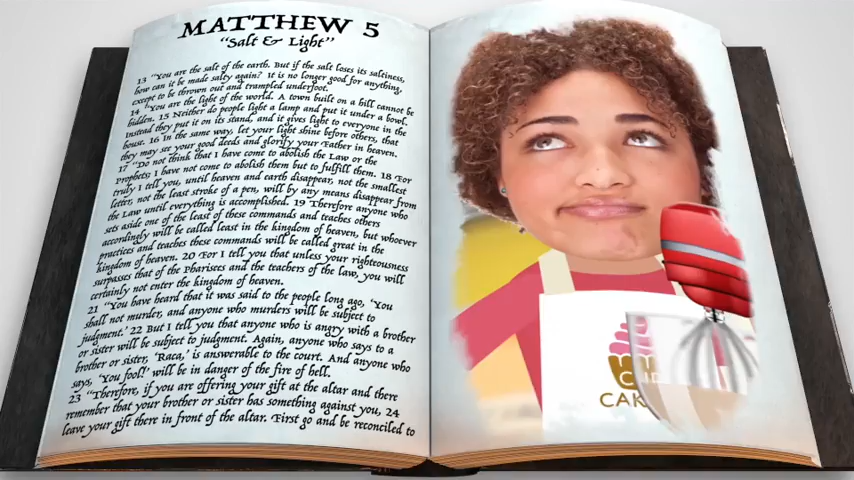 MATTHEW 5
“Salt & Light”
13 “You are the salt of the earth. But if the salt loses its saltiness,
how can it be made salty again? It is no longer good for anything,
except to be thrown out and trampled underfoot.
14 “You are the light of the world. A town built on a hill cannot be
hidden. 15 Neither do people light a lamp and put it under a bowl.
Instead they put it on its stand, and it gives light to everyone in the
house. 16 In the same way, let your light shine before others, that
they may see your good deeds and glorify your Father in heaven.
17 “Do not think that I have come to abolish the Law or the
Prophets; I have not come to abolish them but to fulfill them. 18 For
truly I tell you, until heaven and earth disappear, not the smallest
letter, not the least stroke of a pen, will by any means disappear from
the Law until everything is accomplished. 19 Therefore anyone who
sets aside one of the least of these commands and teaches others
accordingly will be called least in the kingdom of heaven, but whoever
practices and teaches these commands will be called great in the
kingdom of heaven. 20 For I tell you that unless your righteousness
surpasses that of the Pharisees and the teachers of the law, you will
certainly not enter the kingdom of heaven.
21 “You have heard that it was said to the people long ago, ‘You
shall not murder, and anyone who murders will be subject to
judgment.’ 22 But I tell you that anyone who is angry with a brother
or sister will be subject to judgment. Again, anyone who says to a
brother or sister, ‘Raca,’ is answerable to the court. And anyone who
says, ‘You fool!’ will be in danger of the fire of hell.
23 “Therefore, if you are offering your gift at the altar and there
remember that your brother or sister has something against you, 24
leave your gift there in front of the altar. First go and be reconciled to